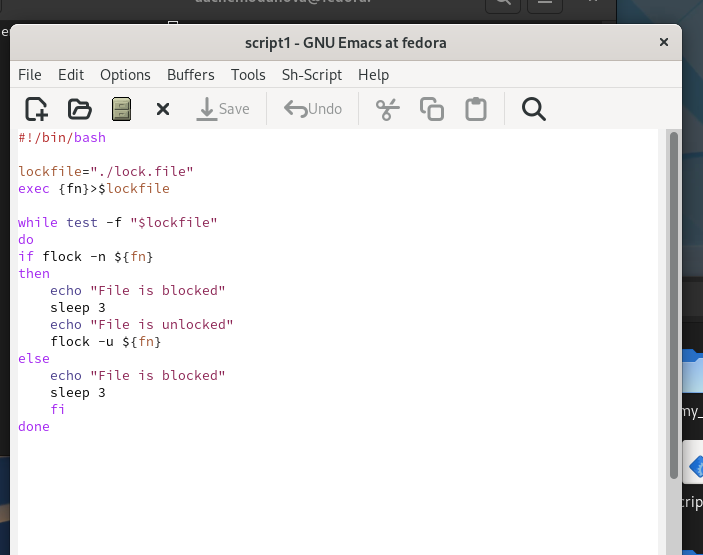 script1 - GNU Emacs at fedora
File Edit Options Buffers Tools Sh-Script Help
Save Undo
#!/bin/bash
lockfile="./lock.file"
exec {fn}>$lockfile
while test -f "$lockfile"
do
if flock -n ${fn}
then
    echo "File is blocked"
    sleep 3
    echo "File is unlocked"
    flock -u ${fn}
else
    echo "File is blocked"
    sleep 3
    fi
done
my_